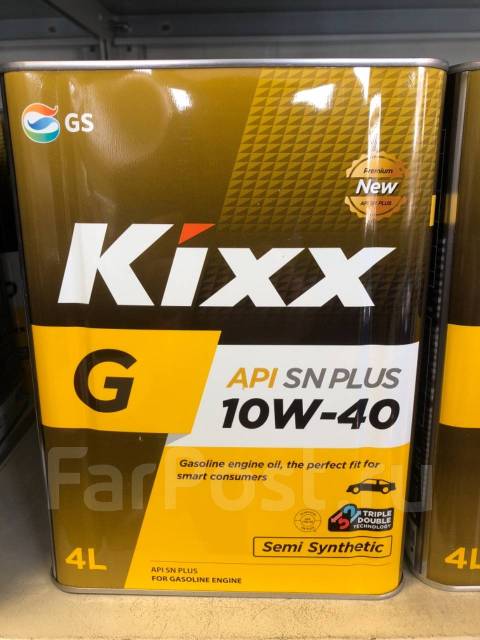 GS
Premium
New
API SN PLUS
Kixx
G
API SN PLUS
10W-40
Gasoline engine oil, the perfect fit for
smart consumers
FarPost.ru
TRIPLE
DOUBLE
TECHNOLOGY
4L
Semi Synthetic
API SN PLUS
FOR GASOLINE ENGINE
4L